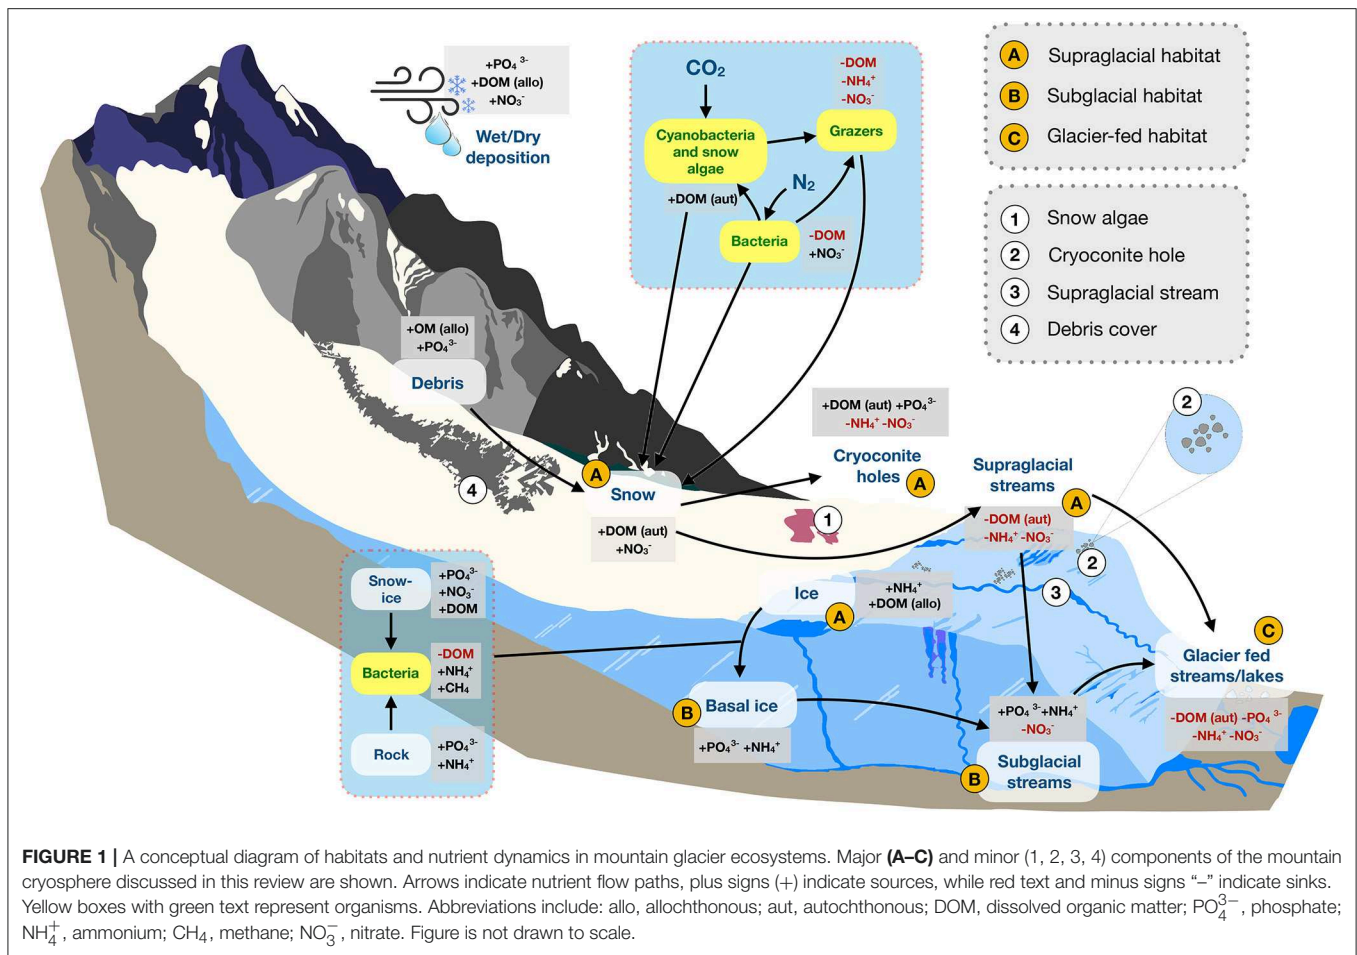 +PO₄ ³⁻
+DOM (allo)
+NO₃⁻
Wet/Dry
deposition
CO₂
-DOM
-NH₄⁺
-NO₃⁻
Cyanobacteria
and snow
algae
Grazers
N₂
+DOM (aut)
Bacteria
-DOM
+NO₃⁻
A Supraglacial habitat
B Subglacial habitat
C Glacier-fed habitat
1 Snow algae
2 Cryoconite hole
3 Supraglacial stream
4 Debris cover
+OM (allo)
+PO₄³⁻
Debris
4
A
Snow
+DOM (aut)
+NO₃⁻
+DOM (aut) +PO₄³⁻
-NH₄⁺ -NO₃⁻
Cryoconite
holes
A
1
2
Supraglacial
streams
A
-DOM (aut)
-NH₄⁺ -NO₃⁻
2
3
Ice
A
+NH₄⁺
+DOM (allo)
Snow-
ice
+PO₄³⁻
+NO₃⁻
+DOM
Bacteria
-DOM
+NH₄⁺
+CH₄
Rock
+PO₄³⁻
+NH₄⁺
B
Basal ice
+PO₄³⁻ +NH₄⁺
+PO₄ ³⁻+NH₄⁺
-NO₃⁻
B
Subglacial
streams
C
Glacier fed
streams/lakes
-DOM (aut) -PO₄ ³⁻
-NH₄⁺ -NO₃⁻
FIGURE 1 | A conceptual diagram of habitats and nutrient dynamics in mountain glacier ecosystems. Major (A–C) and minor (1, 2, 3, 4) components of the mountain
cryosphere discussed in this review are shown. Arrows indicate nutrient flow paths, plus signs (+) indicate sources, while red text and minus signs “–” indicate sinks.
Yellow boxes with green text represent organisms. Abbreviations include: allo, allochthonous; aut, autochthonous; DOM, dissolved organic matter; PO₄³⁻, phosphate;
NH₄⁺, ammonium; CH₄, methane; NO₃⁻, nitrate. Figure is not drawn to scale.